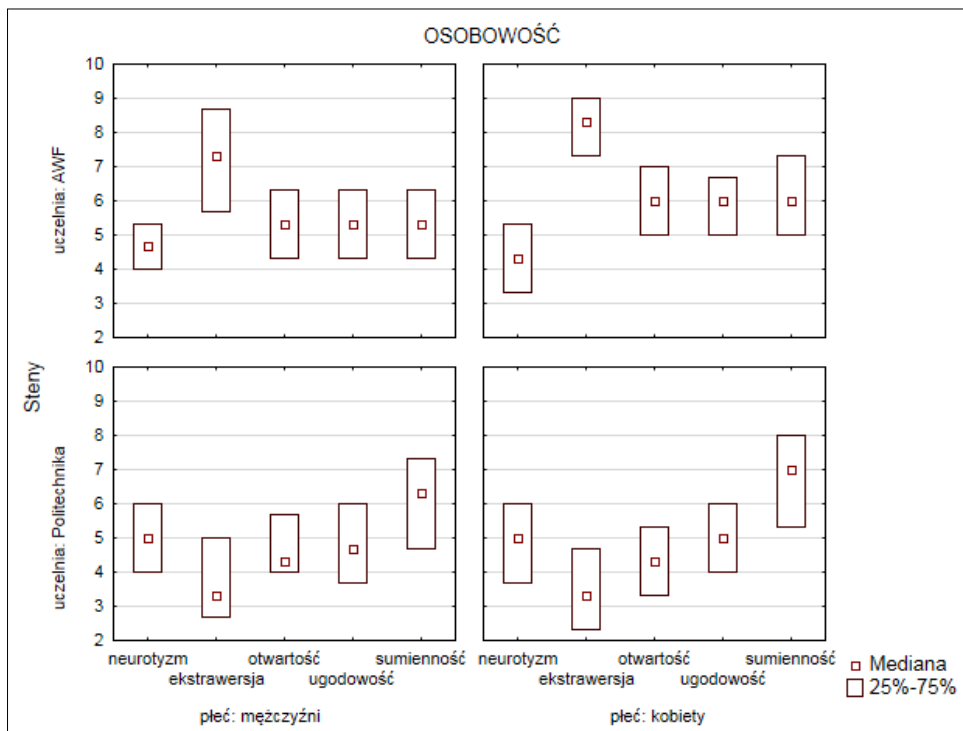 OSOBOWOŚĆ
10
9
8
7
6
5
4
3
2
uczelnia: AWF
10
9
8
7
6
5
4
3
2
uczelnia: Politechnika
Steny
neurotyzm otwartość sumienność
ekstrawersja ugodowość
neurotyzm otwartość sumienność
ekstrawersja ugodowość
płeć: mężczyźni
płeć: kobiety
Mediana
25%-75%